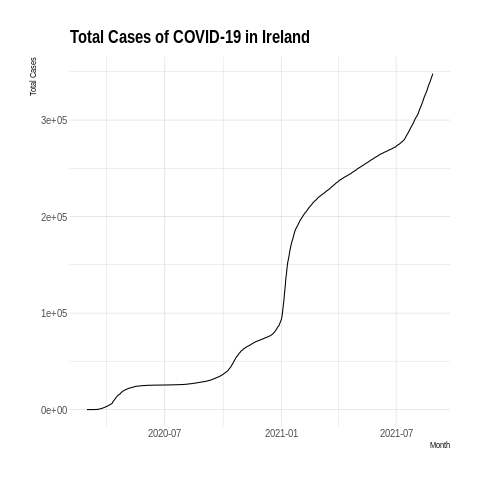 Total Cases of COVID-19 in Ireland
Total Cases
3e+05
2e+05
1e+05
0e+00
2020-07 2021-01 2021-07
Month